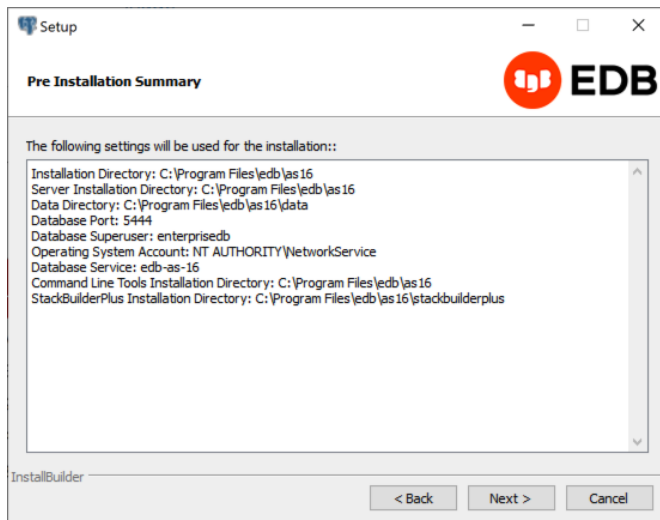 Setup
Pre Installation Summary
EDB
The following settings will be used for the installation::
Installation Directory: C:\Program Files\edb\as16
Server Installation Directory: C:\Program Files\edb\as16
Data Directory: C:\Program Files\edb\as16\data
Database Port: 5444
Database Superuser: enterprisedb
Operating System Account: NT AUTHORITY\NetworkService
Database Service: edb-as-16
Command Line Tools Installation Directory: C:\Program Files\edb\as16
StackBuilderPlus Installation Directory: C:\Program Files\edb\as16\stackbuilderplus
InstallBuilder
< Back Next > Cancel